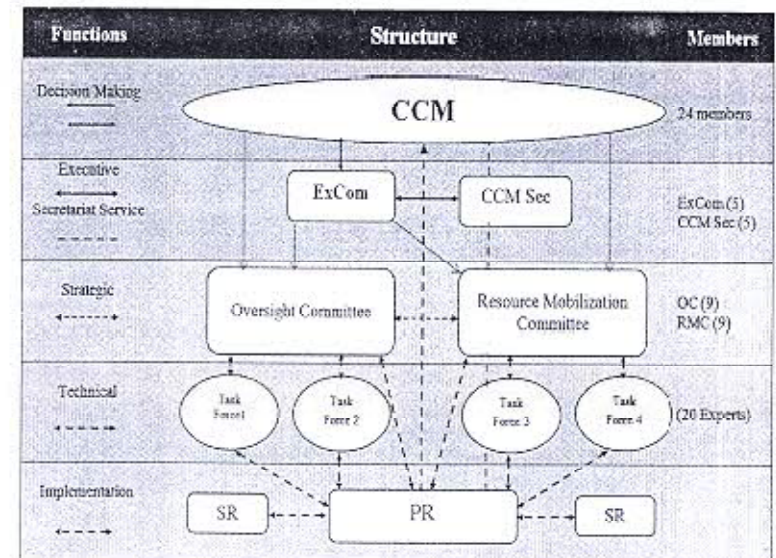 Functions Structure Members
Decision Making
CCM
24 members
Executive
Secretariat Service
ExCom
CCM Sec
ExCom (5)
CCM Sec (5)
Strategic
Oversight Committee
Resource Mobilization
Committee
OC (9)
RMC (9)
Technical
Task
Force1
Task
Force 2
Task
Force 3
Task
Force 4
(20 Experts)
Implementation
SR
PR
SR